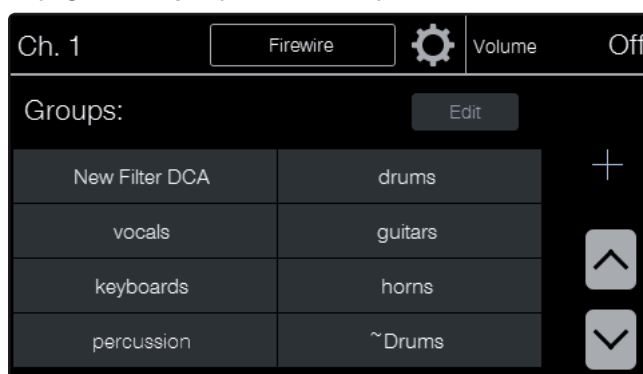 Ch. 1 Firewire Volume Off
Groups: Edit
New Filter DCA drums
vocals guitars
keyboards horns
percussion ~Drums